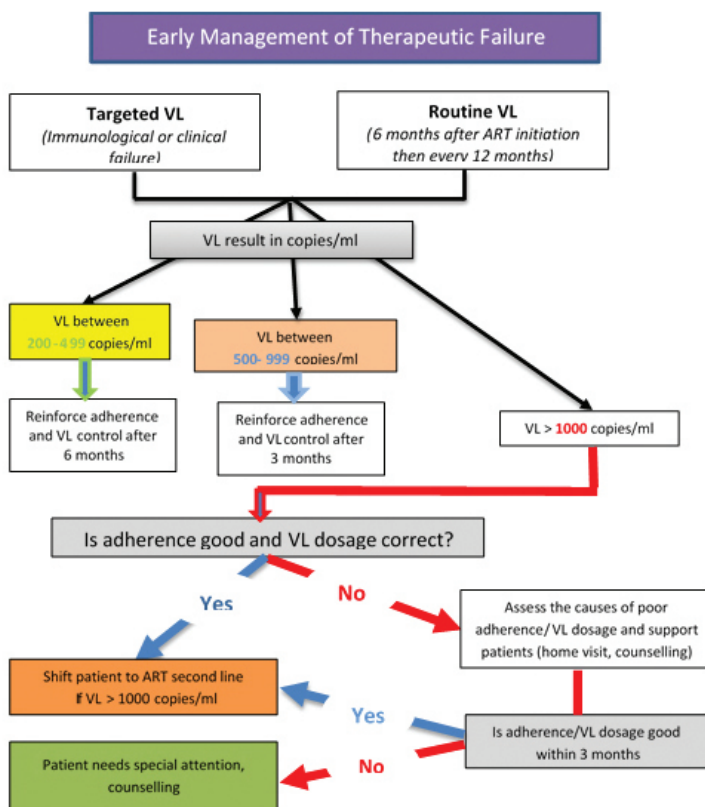 Early Management of Therapeutic Failure
Targeted VL
(Immunological or clinical
failure)
Routine VL
(6 months after ART initiation
then every 12 months)
VL result in copies/ml
VL between
200-499 copies/ml
VL between
500- 999 copies/ml
Reinforce adherence
and VL control after
6 months
Reinforce adherence
and VL control after
3 months
VL > 1000 copies/ml
Is adherence good and VL dosage correct?
Yes
No
Assess the causes of poor
adherence/ VL dosage and support
patients (home visit, counselling)
Shift patient to ART second line
If VL > 1000 copies/ml
Yes
Is adherence/VL dosage good
within 3 months
No
Patient needs special attention,
counselling